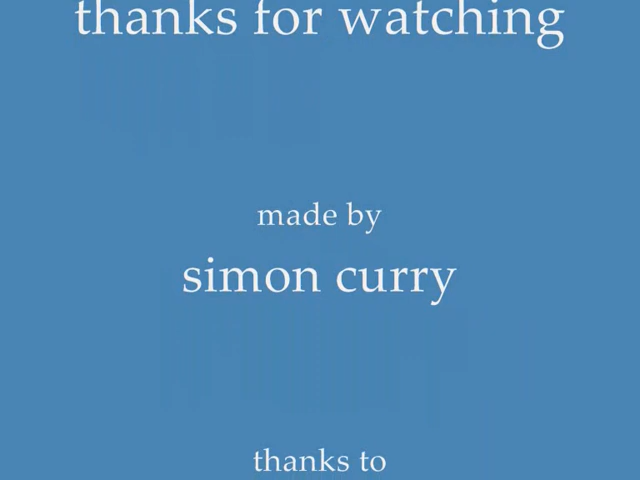 thanks for watching
made by
simon curry
thanks to